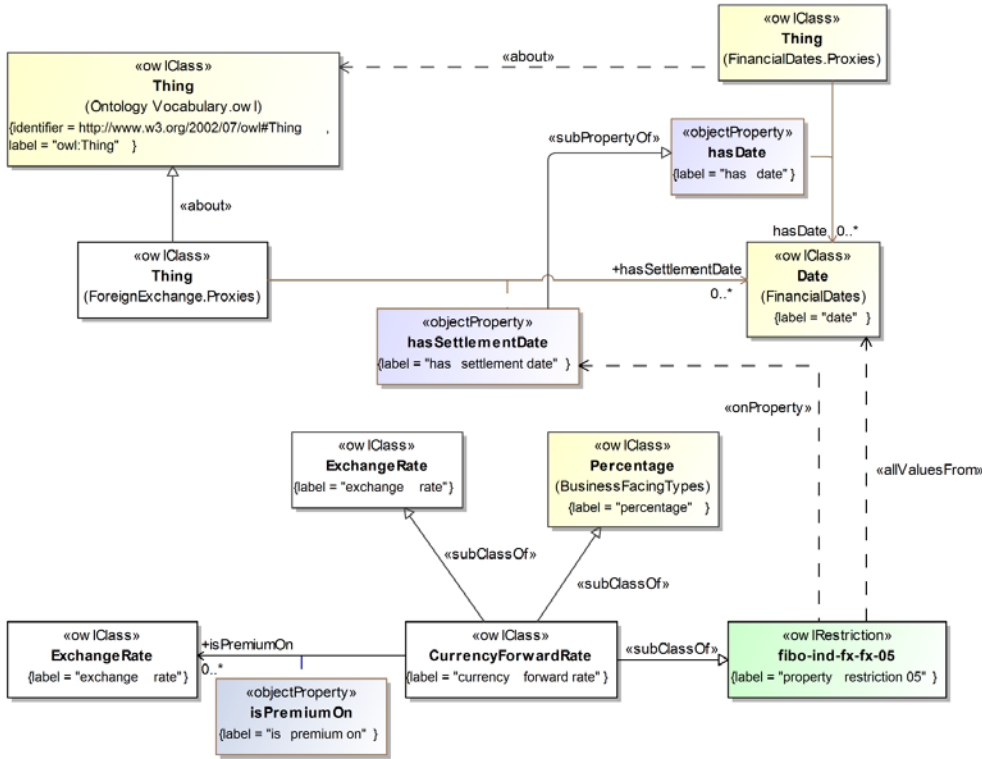 «owlClass»
Thing
(FinancialDates.Proxies)
«about»
«owlClass»
Thing
(Ontology Vocabulary.owl)
{identifier = http://www.w3.org/2002/07/owl#Thing ,
label = "owl:Thing" }
«subPropertyOf»
«objectProperty»
hasDate
{label = "has date" }
«about»
hasDate 0..*
«owlClass»
Thing
(ForeignExchange.Proxies)
+hasSettlementDate
0..*
«owlClass»
Date
(FinancialDates)
{label = "date" }
«objectProperty»
hasSettlementDate
{label = "has settlement date" }
«onProperty»
«owlClass»
ExchangeRate
{label = "exchange rate"}
«owlClass»
Percentage
(BusinessFacingTypes)
{label = "percentage" }
«allValuesFrom»
«subClassOf»
«subClassOf»
«owlClass»
ExchangeRate
{label = "exchange rate"}
+isPremiumOn
0..*
«owlClass»
CurrencyForwardRate
{label = "currency forward rate"}
«subClassOf»
«owlRestriction»
fibo-ind-fx-fx-05
{label = "property restriction 05" }
«objectProperty»
isPremiumOn
{label = "is premium on" }